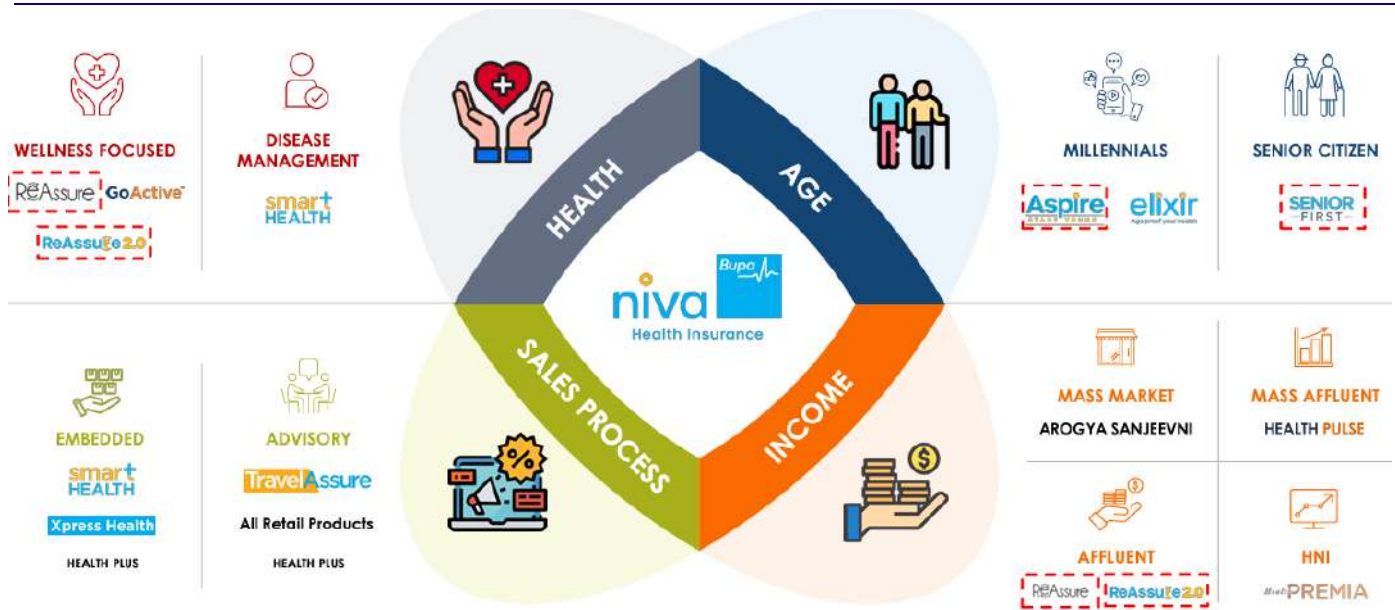 WELLNESS FOCUSED
ReAssure GoActive™
ReAssure 2.0
DISEASE
MANAGEMENT
smart
HEALTH
HEALTH
AGE
MILLENNIALS
Aspire
elixir
SENIOR CITIZEN
SENIOR
FIRST
niva Bupa
Health Insurance
EMBEDDED
smart
HEALTH
Xpress Health
HEALTH PLUS
ADVISORY
TravelAssure
All Retail Products
HEALTH PLUS
SALES PROCESS
INCOME
%
$
MASS MARKET
AROGYA SANJEEVNI
MASS AFFLUENT
HEALTH PULSE
$
AFFLUENT
ReAssure ReAssure 2.0
HNI
PREMIA